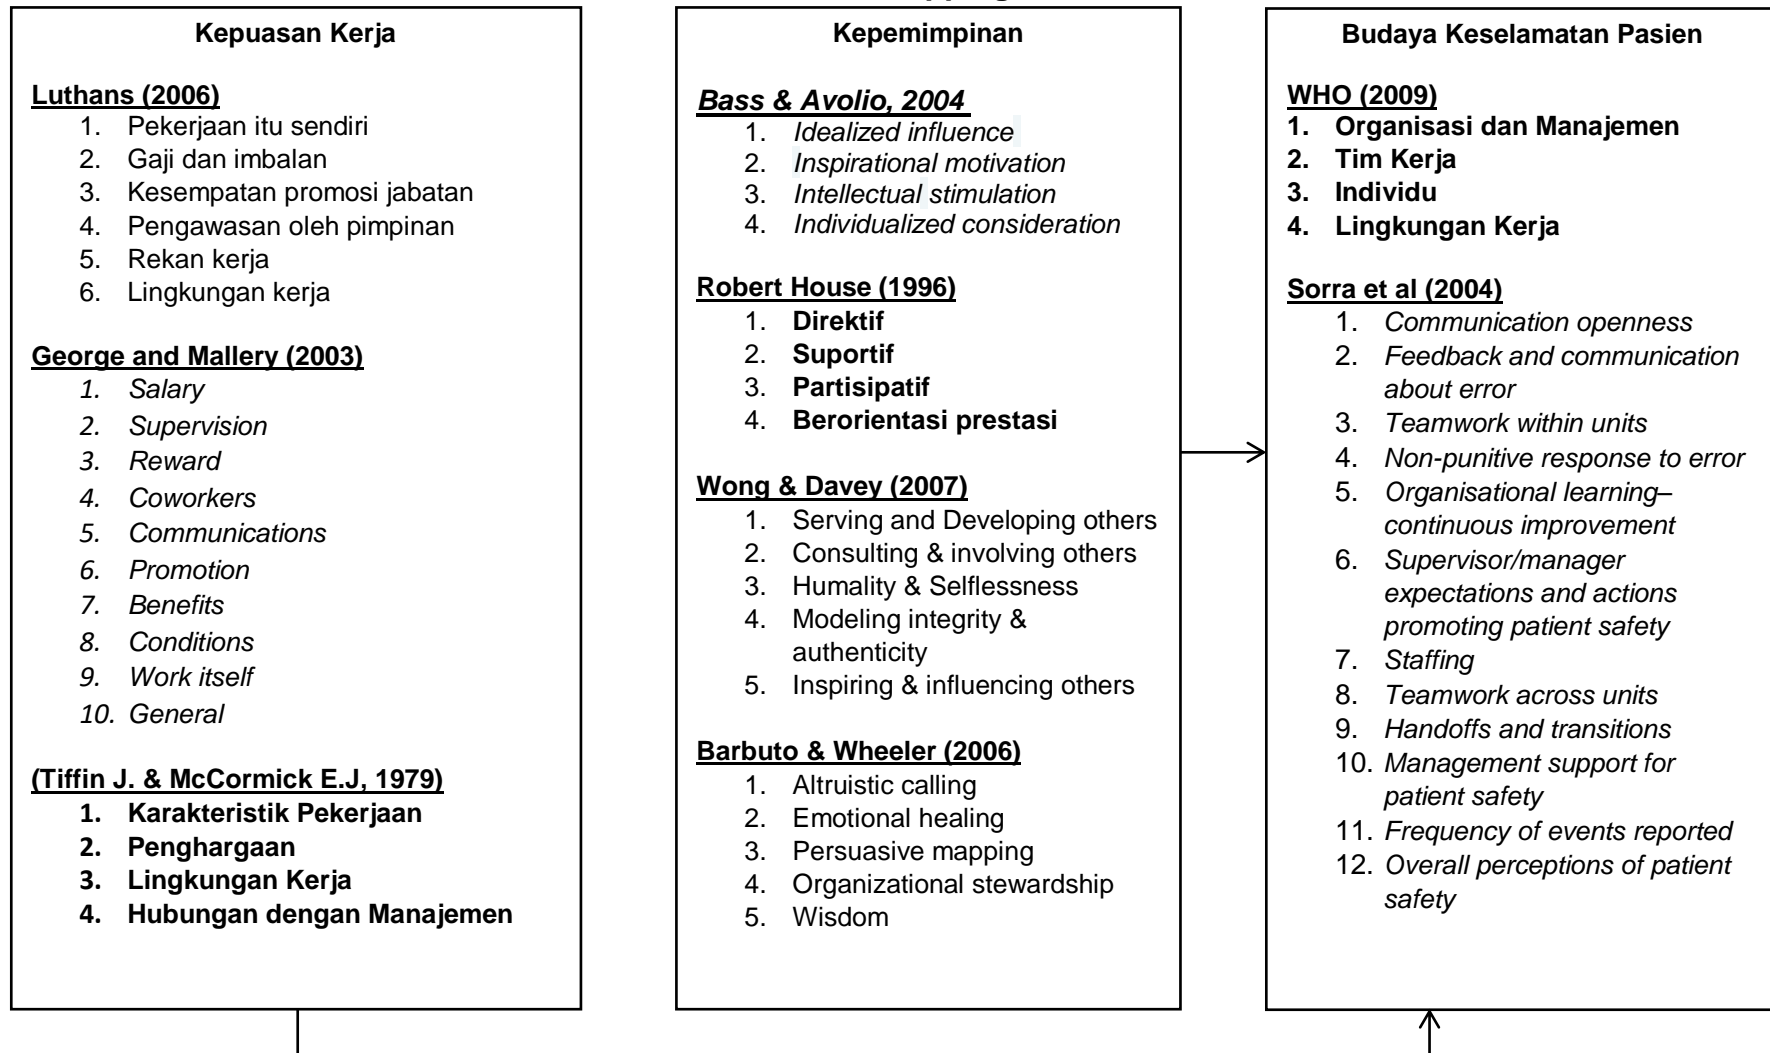 Kepuasan Kerja
Luthans (2006)
1. Pekerjaan itu sendiri
2. Gaji dan imbalan
3. Kesempatan promosi jabatan
4. Pengawasan oleh pimpinan
5. Rekan kerja
6. Lingkungan kerja
George and Mallery (2003)
1. Salary
2. Supervision
3. Reward
4. Coworkers
5. Communications
6. Promotion
7. Benefits
8. Conditions
9. Work itself
10. General
(Tiffin J. & McCormick E.J, 1979)
1. Karakteristik Pekerjaan
2. Penghargaan
3. Lingkungan Kerja
4. Hubungan dengan Manajemen
Kepemimpinan
Bass & Avolio, 2004
1. Idealized influence
2. Inspirational motivation
3. Intellectual stimulation
4. Individualized consideration
Robert House (1996)
1. Direktif
2. Suportif
3. Partisipatif
4. Berorientasi prestasi
Wong & Davey (2007)
1. Serving and Developing others
2. Consulting & involving others
3. Humality & Selflessness
4. Modeling integrity &
authenticity
5. Inspiring & influencing others
Barbuto & Wheeler (2006)
1. Altruistic calling
2. Emotional healing
3. Persuasive mapping
4. Organizational stewardship
5. Wisdom
Budaya Keselamatan Pasien
WHO (2009)
1. Organisasi dan Manajemen
2. Tim Kerja
3. Individu
4. Lingkungan Kerja
Sorra et al (2004)
1. Communication openness
2. Feedback and communication
about error
3. Teamwork within units
4. Non-punitive response to error
5. Organisational learning–
continuous improvement
6. Supervisor/manager
expectations and actions
promoting patient safety
7. Staffing
8. Teamwork across units
9. Handoffs and transitions
10. Management support for
patient safety
11. Frequency of events reported
12. Overall perceptions of patient
safety